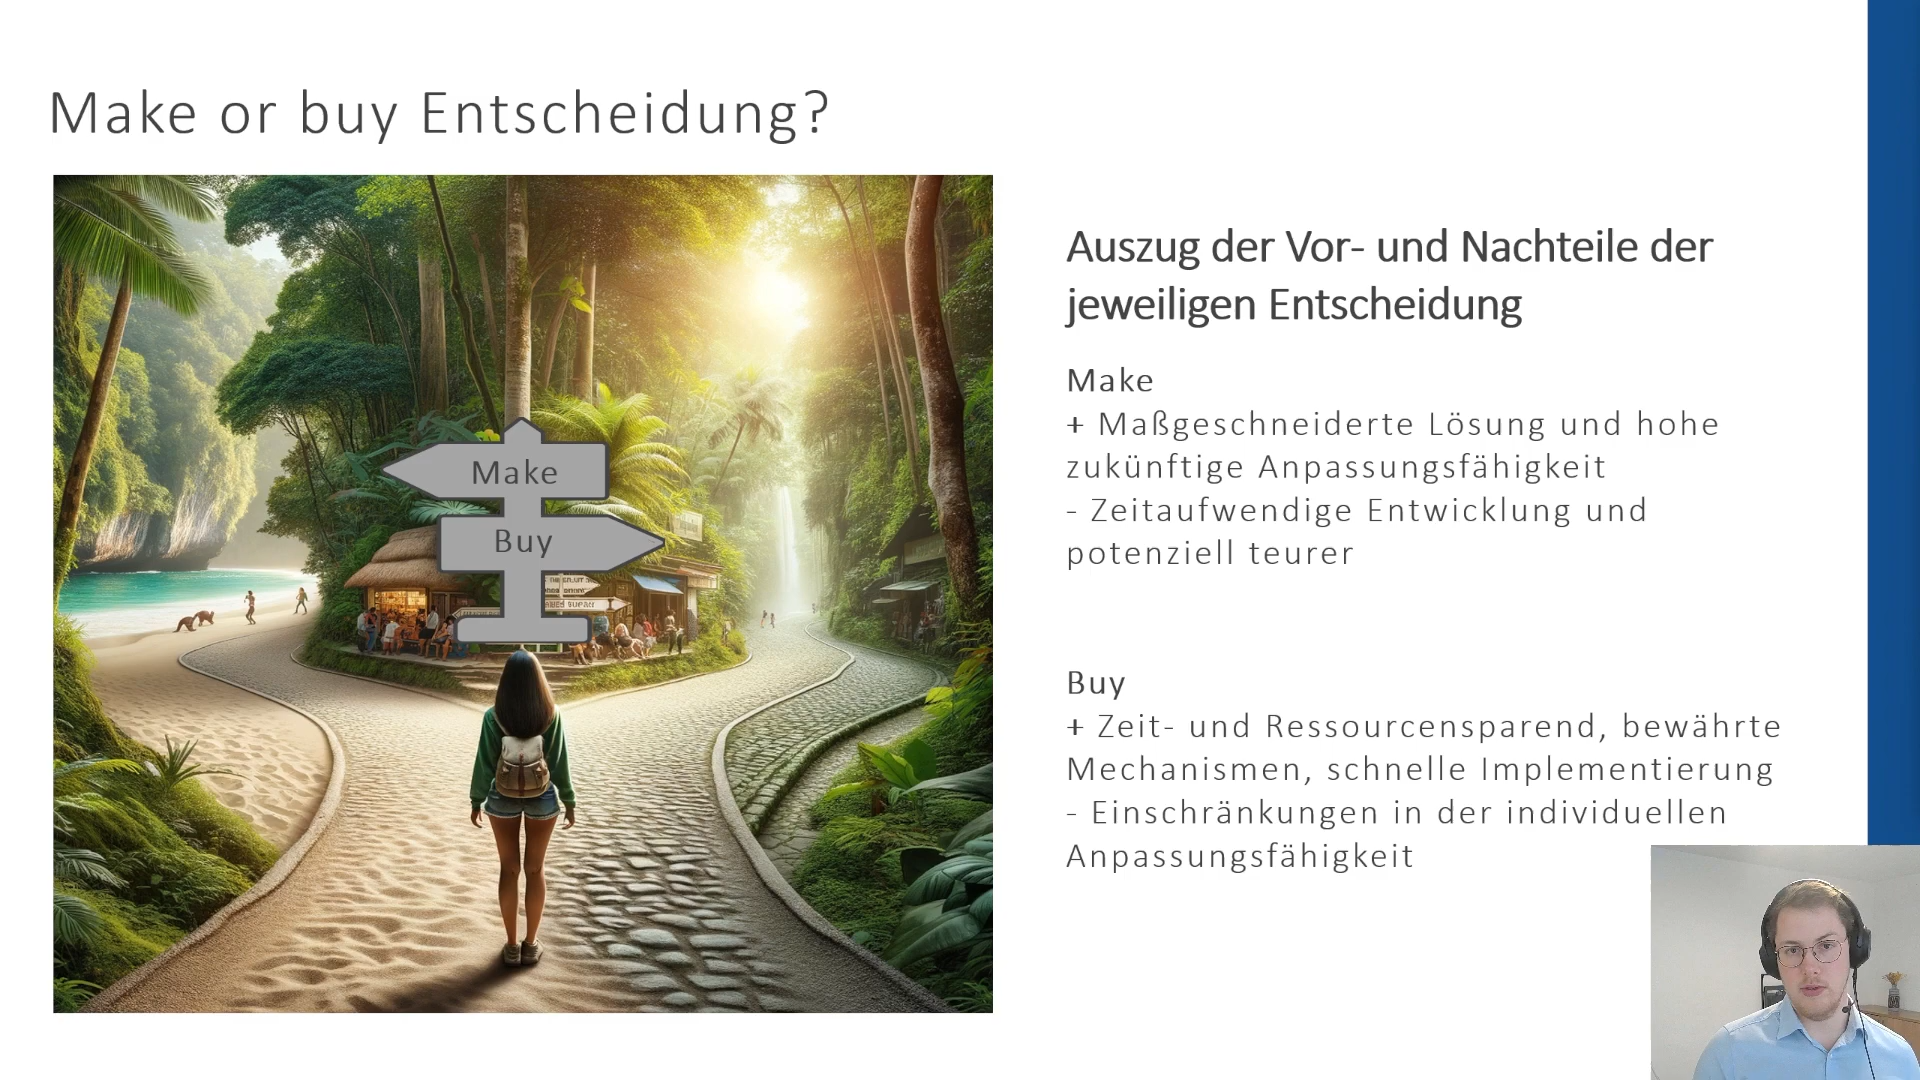 Make or buy Entscheidung?
Make
Buy
Auszug der Vor- und Nachteile der
jeweiligen Entscheidung
Make
+ Maßgeschneiderte Lösung und hohe
zukünftige Anpassungsfähigkeit
- Zeitaufwendige Entwicklung und
potenziell teurer
Buy
+ Zeit- und Ressourcensparend, bewährte
Mechanismen, schnelle Implementierung
- Einschränkungen in der individuellen
Anpassungsfähigkeit